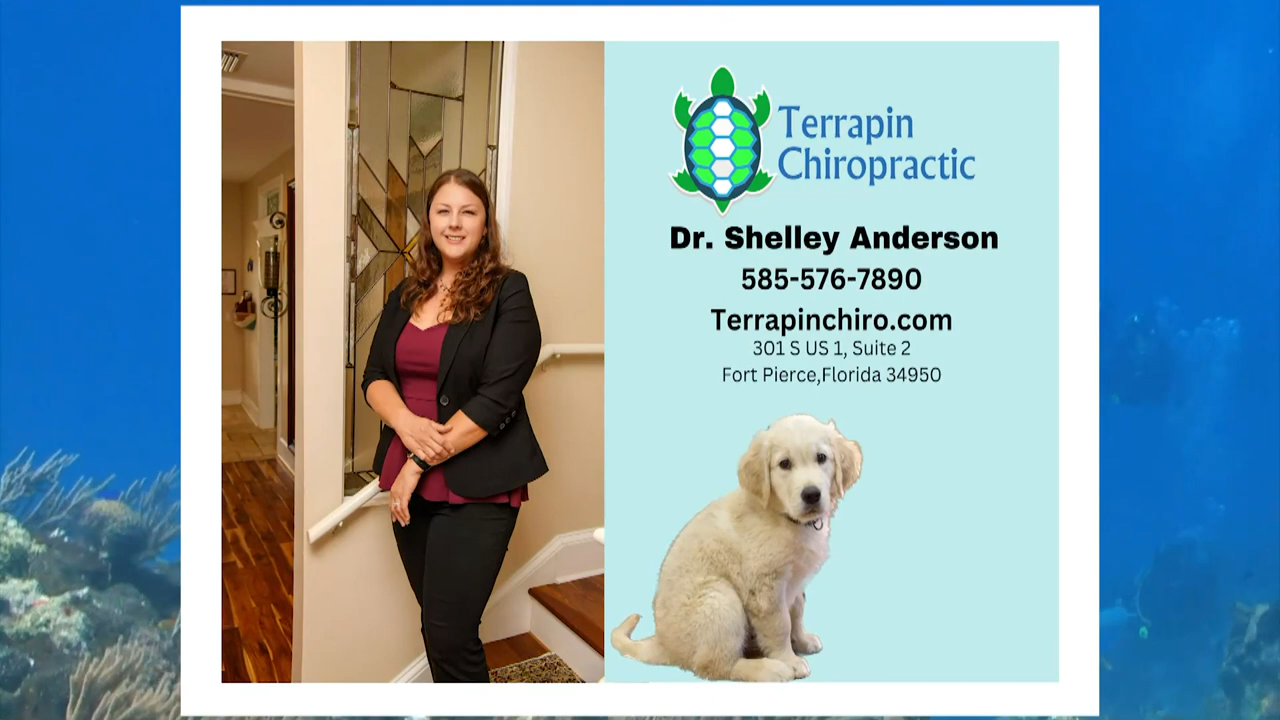 Terrapin
Chiropractic
Dr. Shelley Anderson
585-576-7890
Terrapinchiro.com
301 S US 1, Suite 2
Fort Pierce,Florida 34950